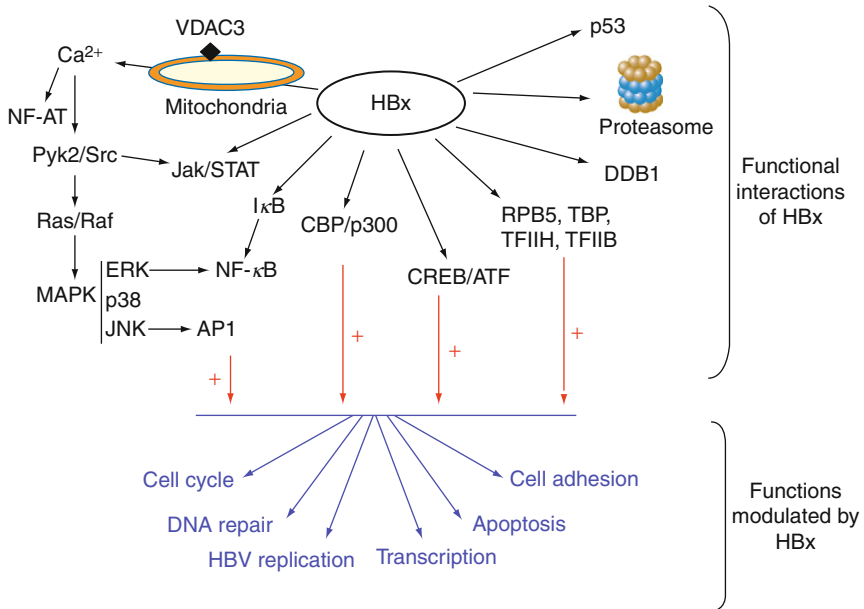 VDAC3
p53
Ca²⁺
HBx
Mitochondria
NF-AT
Proteasome
Pyk2/Src
Jak/STAT
DDB1
Functional
interactions
of HBx
IκB
Ras/Raf
CBP/p300
RPB5, TBP,
TFIIH, TFIIB
ERK
NF-κB
CREB/ATF
MAPK
p38
JNK
AP1
+
+
+
+
Cell cycle
Cell adhesion
DNA repair
Apoptosis
HBV replication
Transcription
Functions
modulated by
HBx